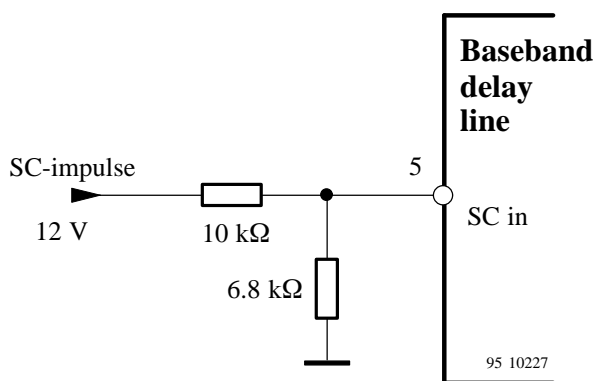 Baseband
delay
line
SC-impulse
5
12 V
10 kΩ
SC in
6.8 kΩ
95 10227